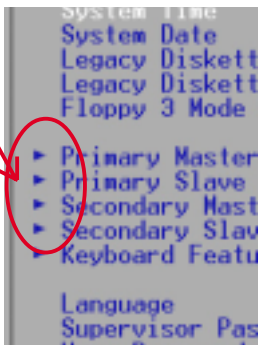 System Time
System Date
Legacy Diskett
Legacy Diskett
Floppy 3 Mode
Primary Master
Primary Slave
Secondary Mast
Secondary Slav
Keyboard Featu
Language
Supervisor Pas